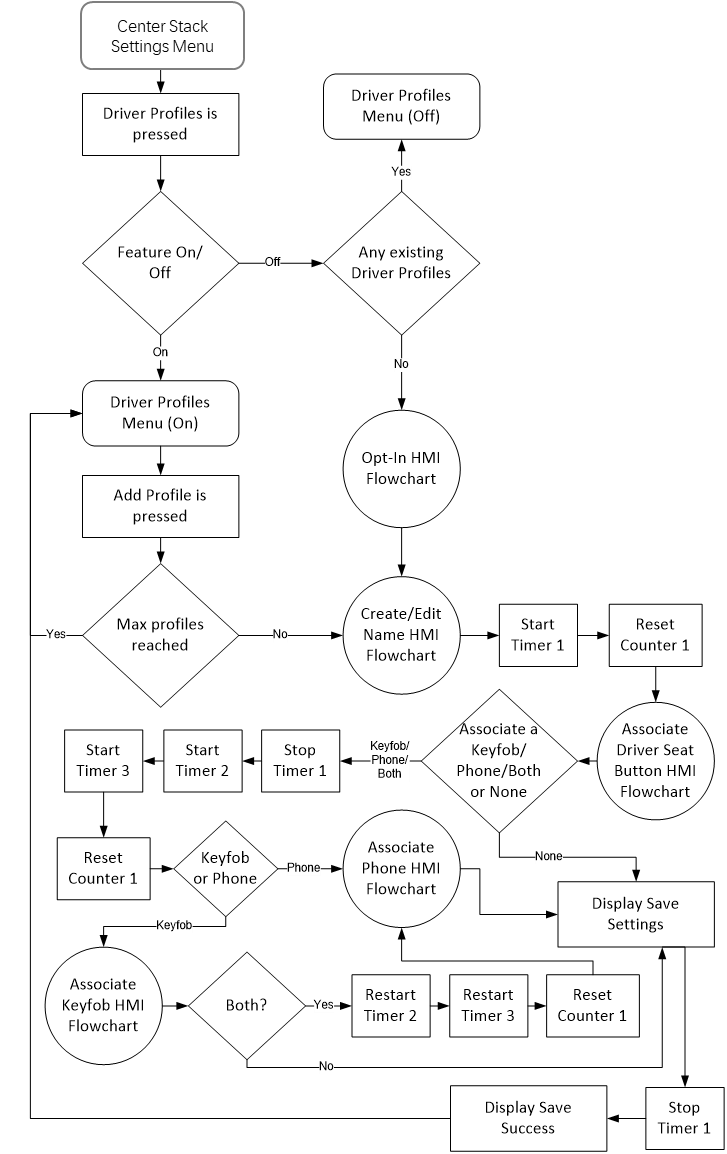 Center Stack
Settings Menu
Driver Profiles is
pressed
Driver Profiles
Menu (Off)
Yes
Feature On/
Off
Off
Any existing
Driver Profiles
On
No
Driver Profiles
Menu (On)
Opt-In HMI
Flowchart
Add Profile is
pressed
Max profiles
reached
Yes
No
Create/Edit
Name HMI
Flowchart
Start
Timer 1
Reset
Counter 1
Associate
Driver Seat
Button HMI
Flowchart
Associate a
Keyfob/
Phone/Both
or None
Keyfob/
Phone/
Both
Stop
Timer 1
Start
Timer 2
Start
Timer 3
None
Reset
Counter 1
Keyfob
or Phone
Phone
Associate
Phone HMI
Flowchart
Display Save
Settings
Keyfob
Associate
Keyfob HMI
Flowchart
Both?
Yes
Restart
Timer 2
Restart
Timer 3
Reset
Counter 1
No
Display Save
Success
Stop
Timer 1